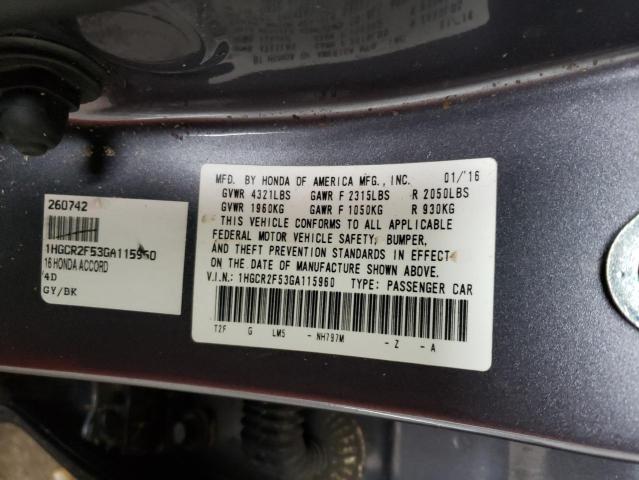 260742
1HGCR2F53GA115960
16 HONDA ACCORD
4D
GY/BK
MFD. BY HONDA OF AMERICA MFG., INC. 01/'16
GVWR 4321LBS GAWR F 2315LBS R 2050LBS
GVWR 1960KG GAWR F 1050KG R 930KG
THIS VEHICLE CONFORMS TO ALL APPLICABLE
FEDERAL MOTOR VEHICLE SAFETY, BUMPER,
AND THEFT PREVENTION STANDARDS IN EFFECT
ON THE DATE OF MANUFACTURE SHOWN ABOVE.
V.I.N.: 1HGCR2F53GA115960 TYPE: PASSENGER CAR
T2F G LM5 - NH797M - Z - A